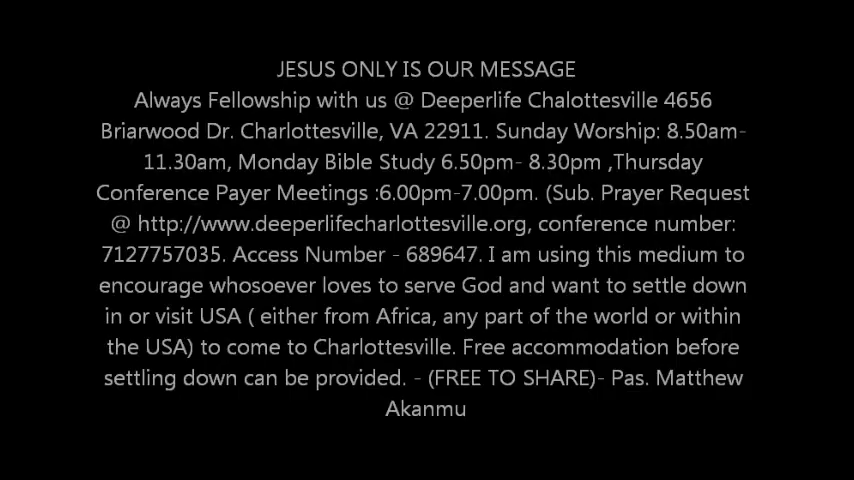 JESUS ONLY IS OUR MESSAGE
Always Fellowship with us @ Deeperlife Chalottesville 4656
Briarwood Dr. Charlottesville, VA 22911. Sunday Worship: 8.50am-
11.30am, Monday Bible Study 6.50pm- 8.30pm ,Thursday
Conference Payer Meetings :6.00pm-7.00pm. (Sub. Prayer Request
@ http://www.deeperlifecharlottesville.org, conference number:
7127757035. Access Number - 689647. I am using this medium to
encourage whosoever loves to serve God and want to settle down
in or visit USA ( either from Africa, any part of the world or within
the USA) to come to Charlottesville. Free accommodation before
settling down can be provided. - (FREE TO SHARE)- Pas. Matthew
Akanmu